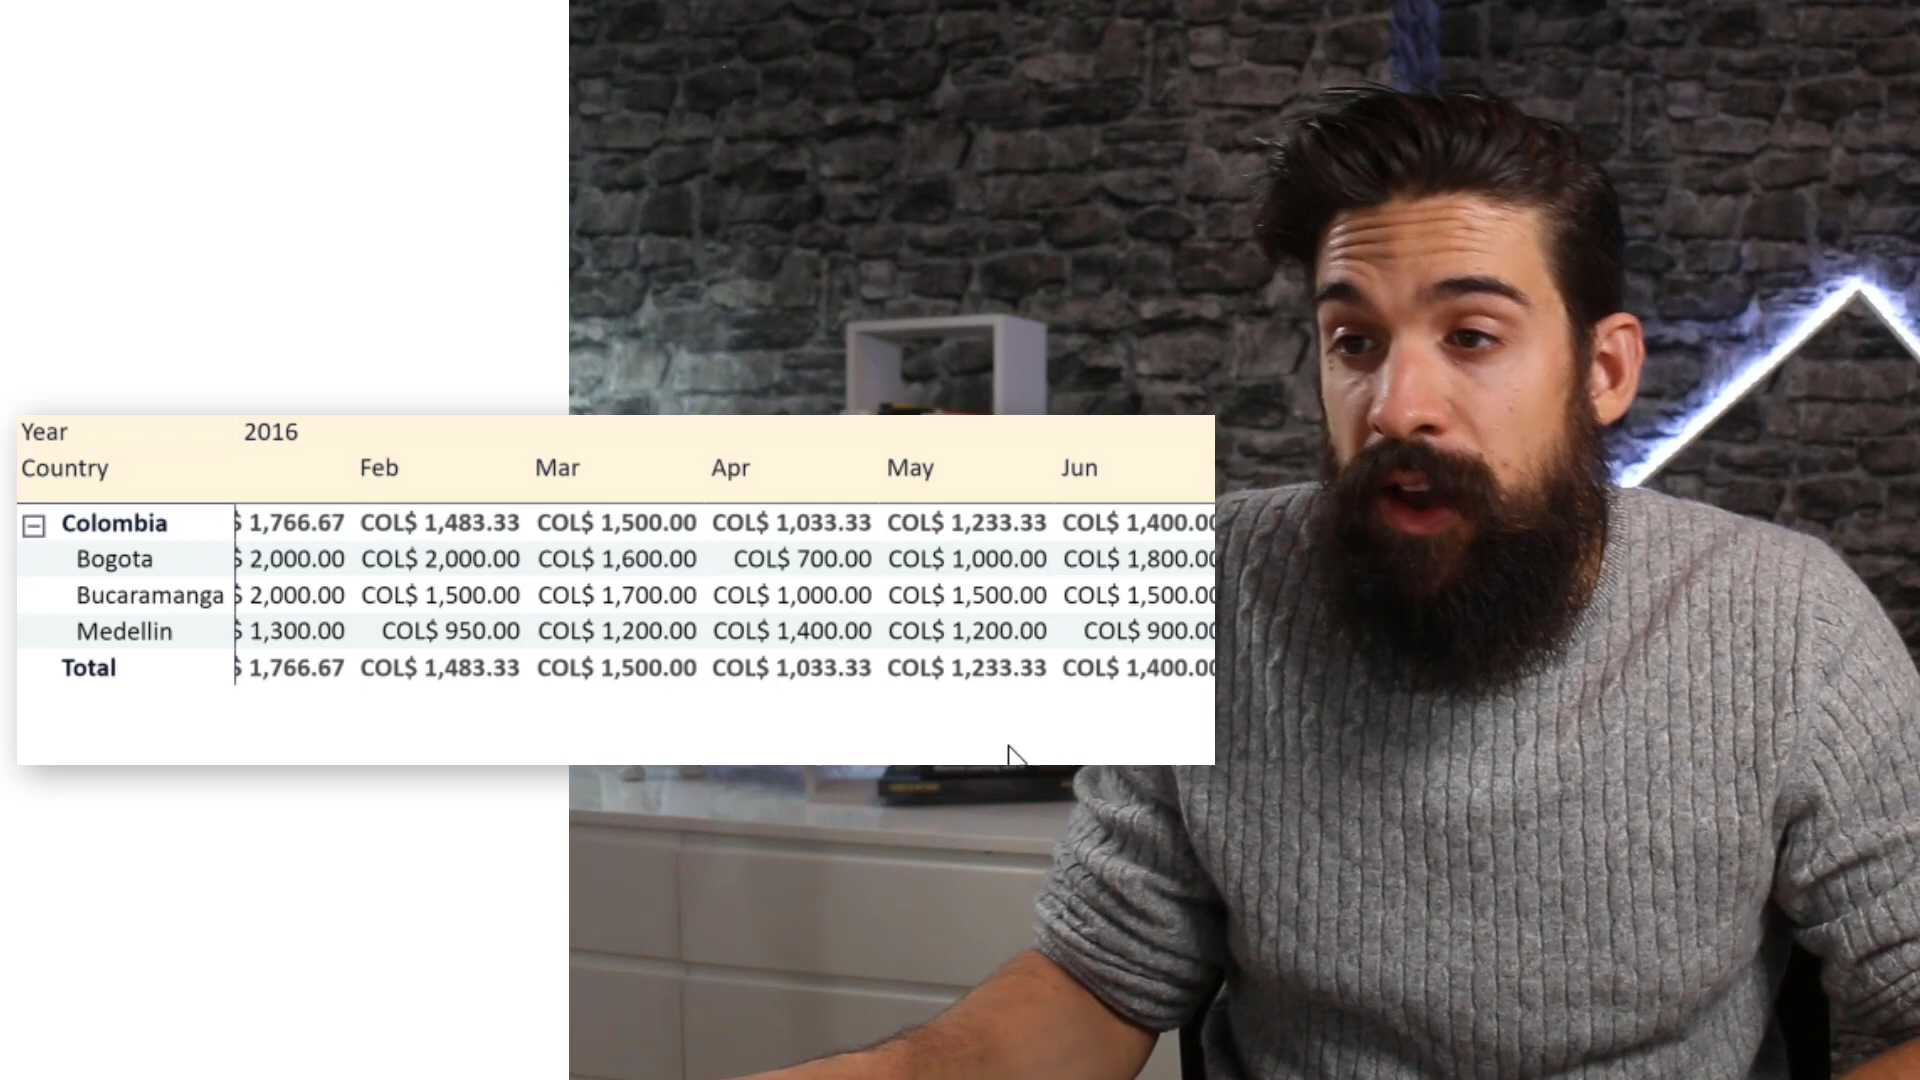 Year 2016
Country Feb Mar Apr May Jun
Colombia $ 1,766.67 COL$ 1,483.33 COL$ 1,500.00 COL$ 1,033.33 COL$ 1,233.33 COL$ 1,400.00
Bogota $ 2,000.00 COL$ 2,000.00 COL$ 1,600.00 COL$ 700.00 COL$ 1,000.00 COL$ 1,800.00
Bucaramanga $ 2,000.00 COL$ 1,500.00 COL$ 1,700.00 COL$ 1,000.00 COL$ 1,500.00 COL$ 1,500.00
Medellin $ 1,300.00 COL$ 950.00 COL$ 1,200.00 COL$ 1,400.00 COL$ 1,200.00 COL$ 900.00
Total $ 1,766.67 COL$ 1,483.33 COL$ 1,500.00 COL$ 1,033.33 COL$ 1,233.33 COL$ 1,400.00